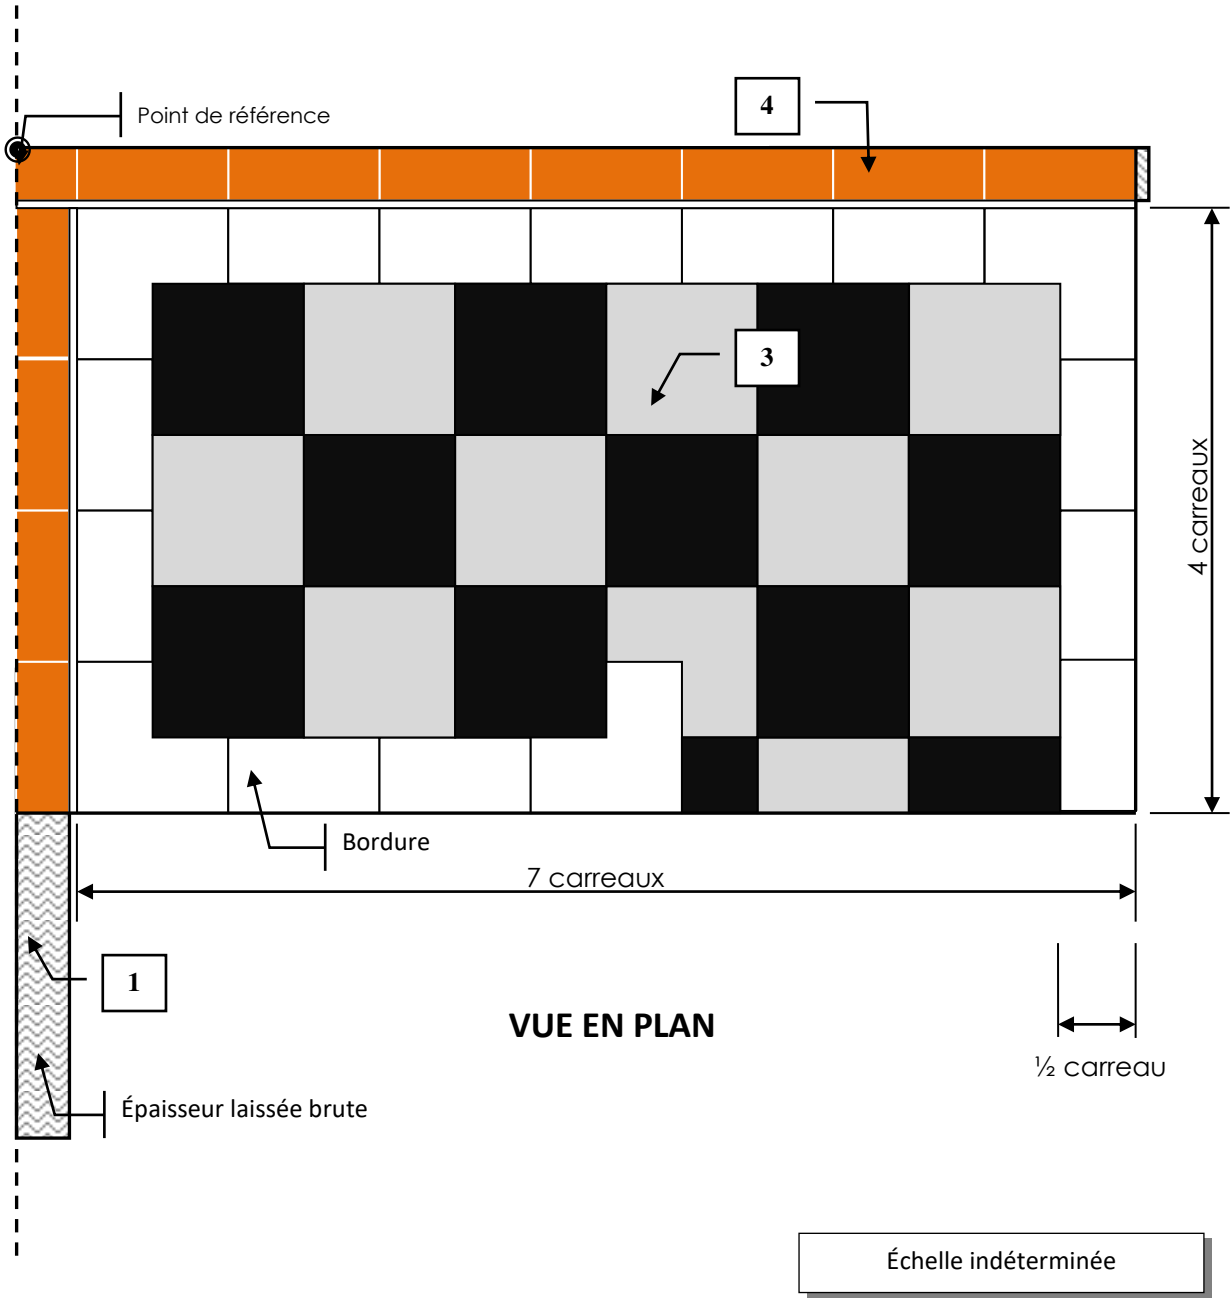 Point de référence
4
3
4 carreaux
Bordure
7 carreaux
1
VUE EN PLAN
½ carreau
Épaisseur laissée brute
Échelle indéterminée